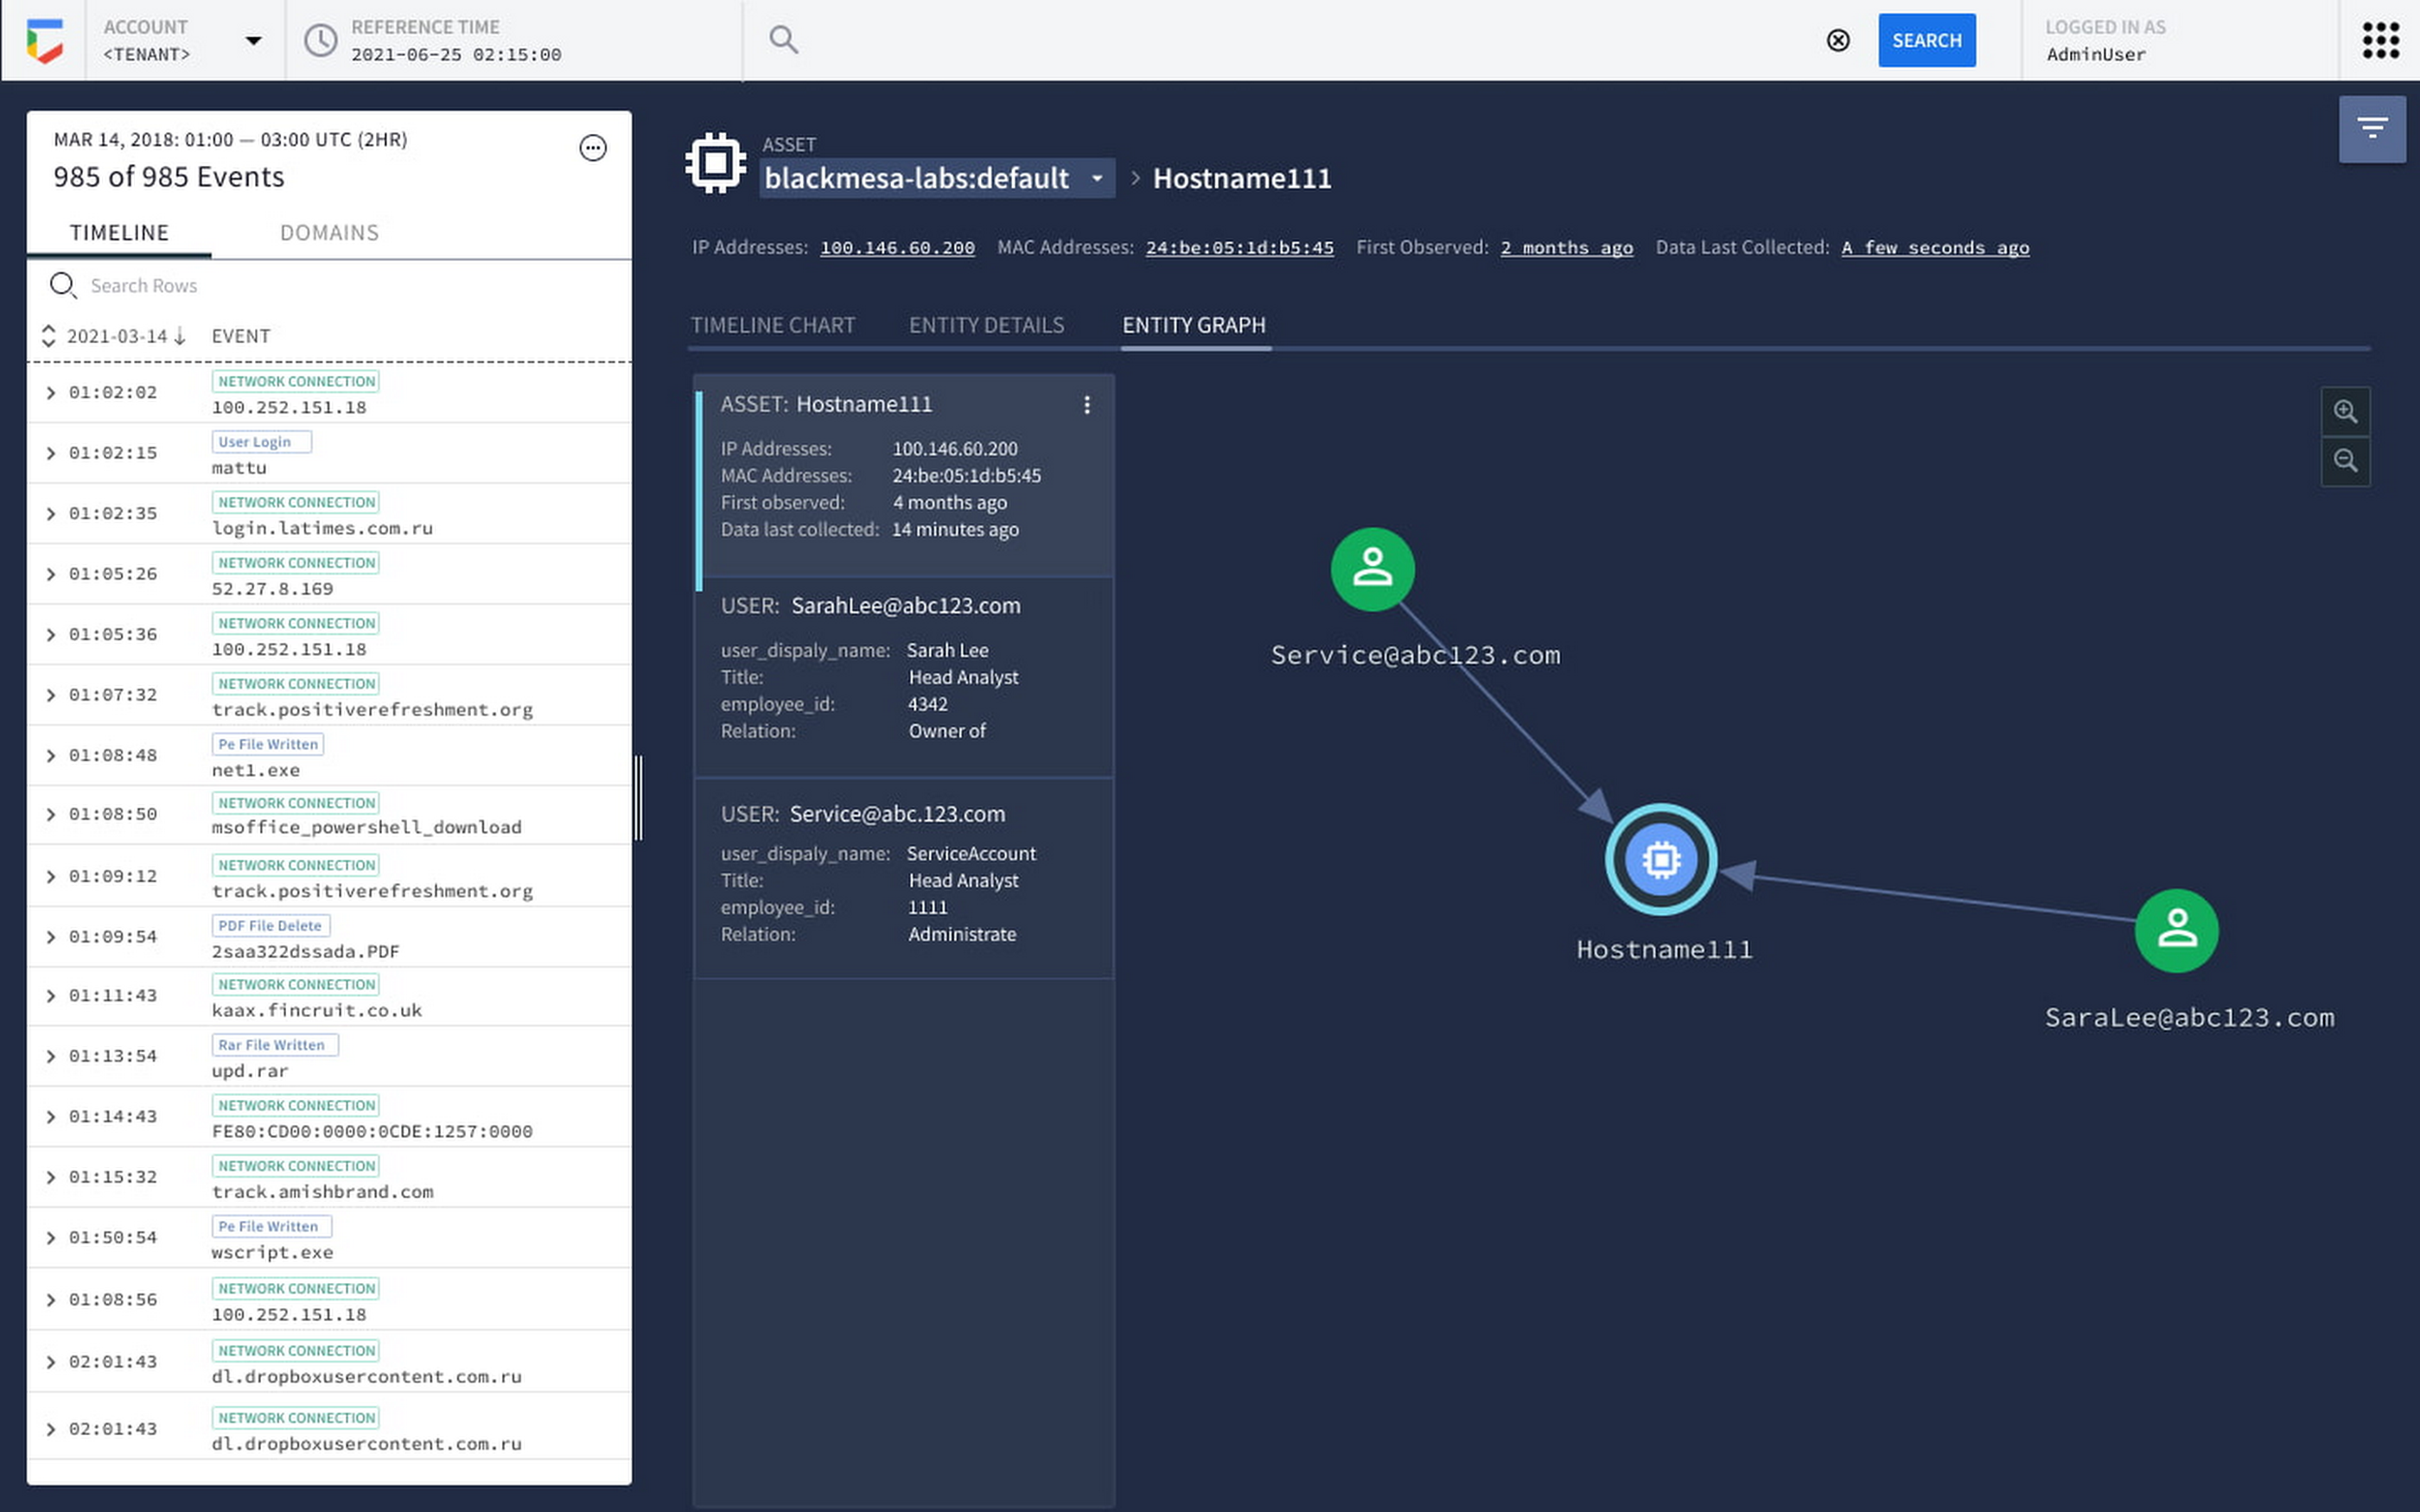 ACCOUNT
<TENANT>
REFERENCE TIME
2021-06-25 02:15:00
SEARCH
LOGGED IN AS
AdminUser
MAR 14, 2018: 01:00 — 03:00 UTC (2HR)
985 of 985 Events
TIMELINE DOMAINS
Search Rows
2021-03-14 EVENT
NETWORK CONNECTION
01:02:02
100.252.151.18
User Login
01:02:15
mattu
NETWORK CONNECTION
01:02:35
login.latimes.com.ru
NETWORK CONNECTION
01:05:26
52.27.8.169
NETWORK CONNECTION
01:05:36
100.252.151.18
NETWORK CONNECTION
01:07:32
track.positiverefreshment.org
Pe File Written
01:08:48
net1.exe
NETWORK CONNECTION
01:08:50
msoffice_powershell_download
NETWORK CONNECTION
01:09:12
track.positiverefreshment.org
PDF File Delete
01:09:54
2saa322dssada.PDF
NETWORK CONNECTION
01:11:43
kaax.fincruit.co.uk
Rar File Written
01:13:54
upd.rar
NETWORK CONNECTION
01:14:43
FE80:CD00:0000:0CDE:1257:0000
NETWORK CONNECTION
01:15:32
track.amishbrand.com
Pe File Written
01:50:54
wscript.exe
NETWORK CONNECTION
01:08:56
100.252.151.18
NETWORK CONNECTION
02:01:43
dl.dropboxusercontent.com.ru
NETWORK CONNECTION
02:01:43
dl.dropboxusercontent.com.ru
ASSET
blackmesa-labs:default > Hostname111
IP Addresses: 100.146.60.200 MAC Addresses: 24:be:05:1d:b5:45 First Observed: 2 months ago Data Last Collected: A few seconds ago
TIMELINE CHART ENTITY DETAILS ENTITY GRAPH
ASSET: Hostname111
IP Addresses: 100.146.60.200
MAC Addresses: 24:be:05:1d:b5:45
First observed: 4 months ago
Data last collected: 14 minutes ago
USER: SarahLee@abc123.com
user_dispaly_name: Sarah Lee
Title: Head Analyst
employee_id: 4342
Relation: Owner of
USER: Service@abc.123.com
user_dispaly_name: ServiceAccount
Title: Head Analyst
employee_id: 1111
Relation: Administrate
Service@abc123.com
Hostname111
SaraLee@abc123.com